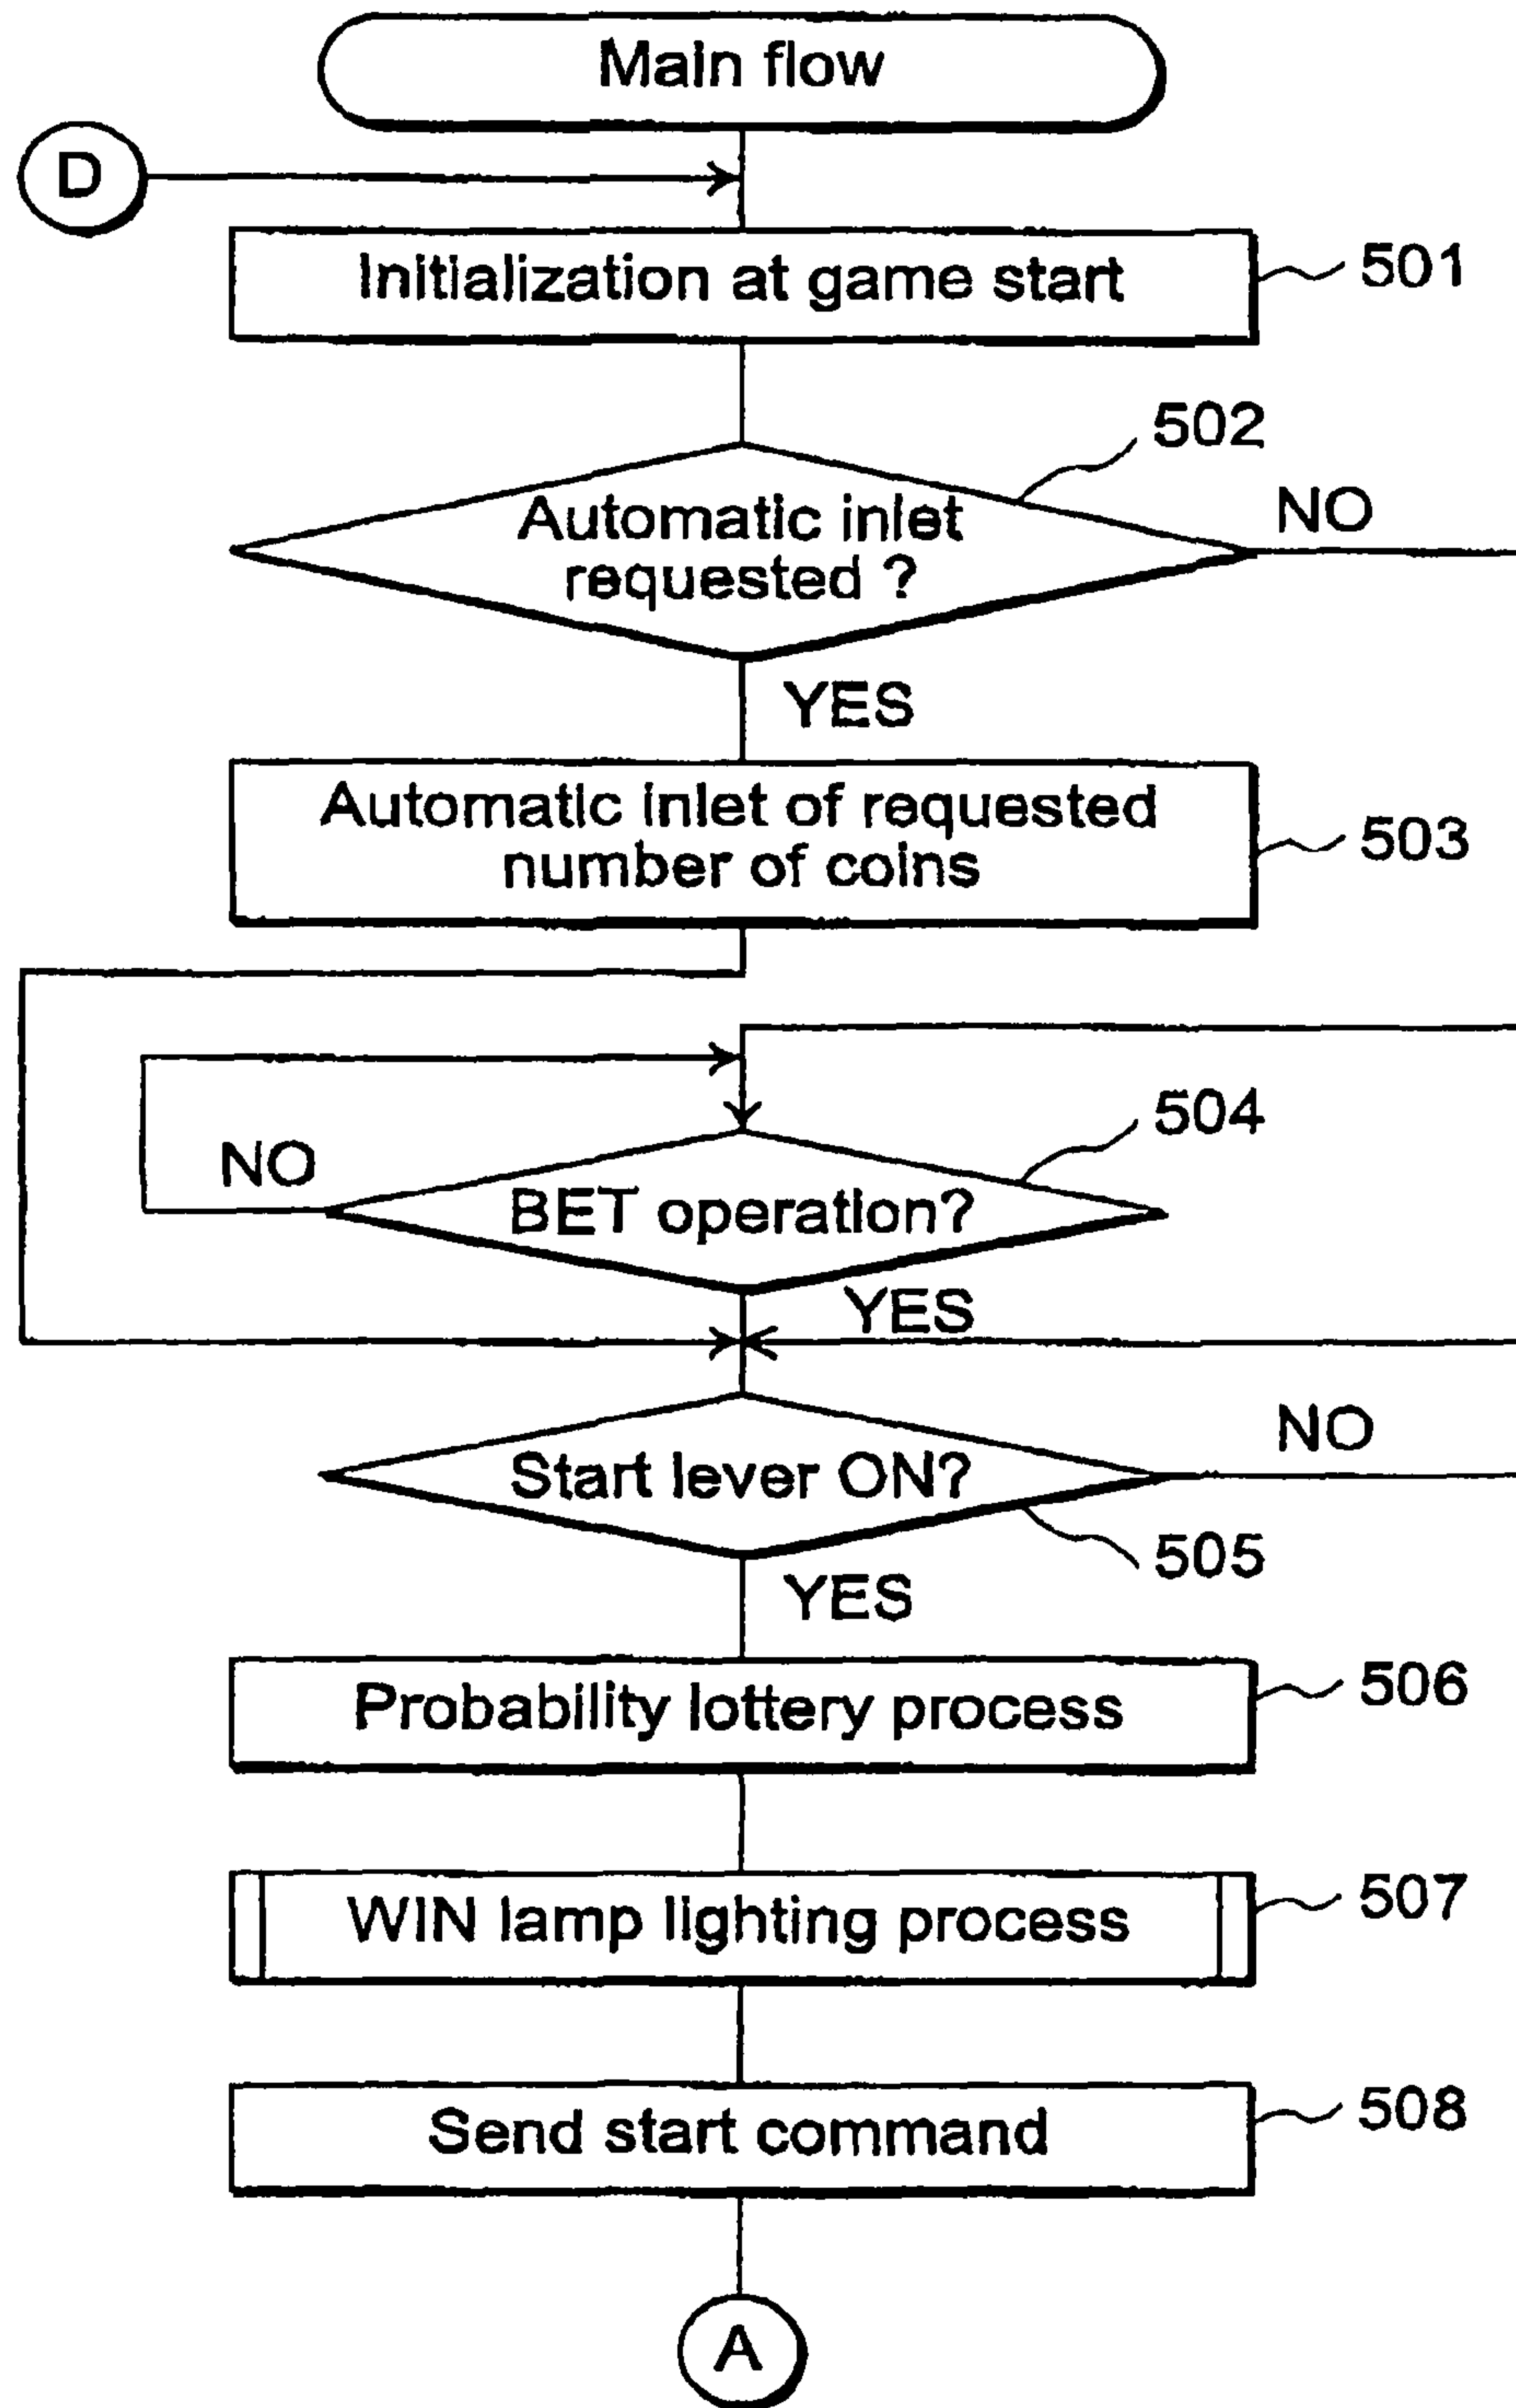 Main flow
D
Initialization at game start
501
502
Automatic inlet
requested ?
NO
YES
Automatic inlet of requested
number of coins
503
504
NO
BET operation?
YES
NO
Start lever ON?
505
YES
Probability lottery process
506
WIN lamp lighting process
507
Send start command
508
A